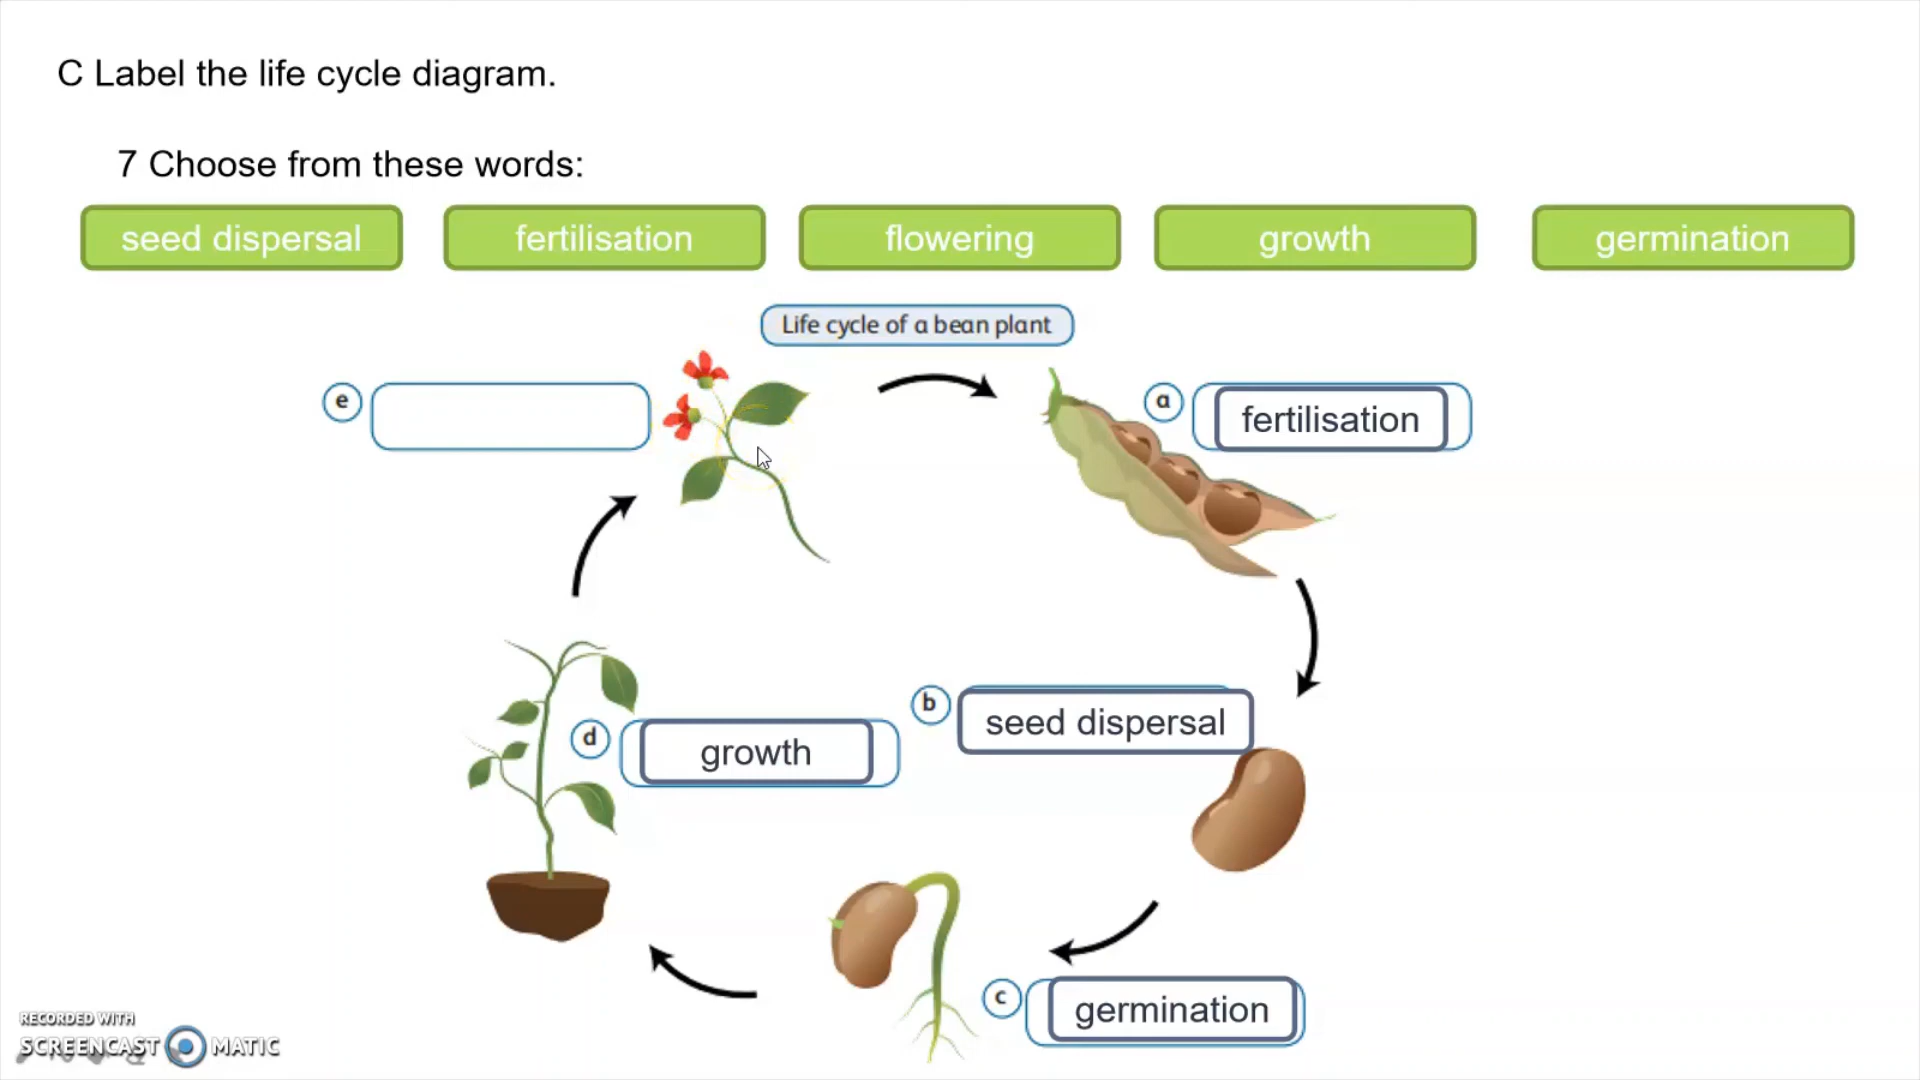 C Label the life cycle diagram.
7 Choose from these words:
seed dispersal
fertilisation
flowering
growth
germination
Life cycle of a bean plant
e
a
fertilisation
b
seed dispersal
d
growth
c
germination
RECORDED WITH
SCREENCAST MATIC